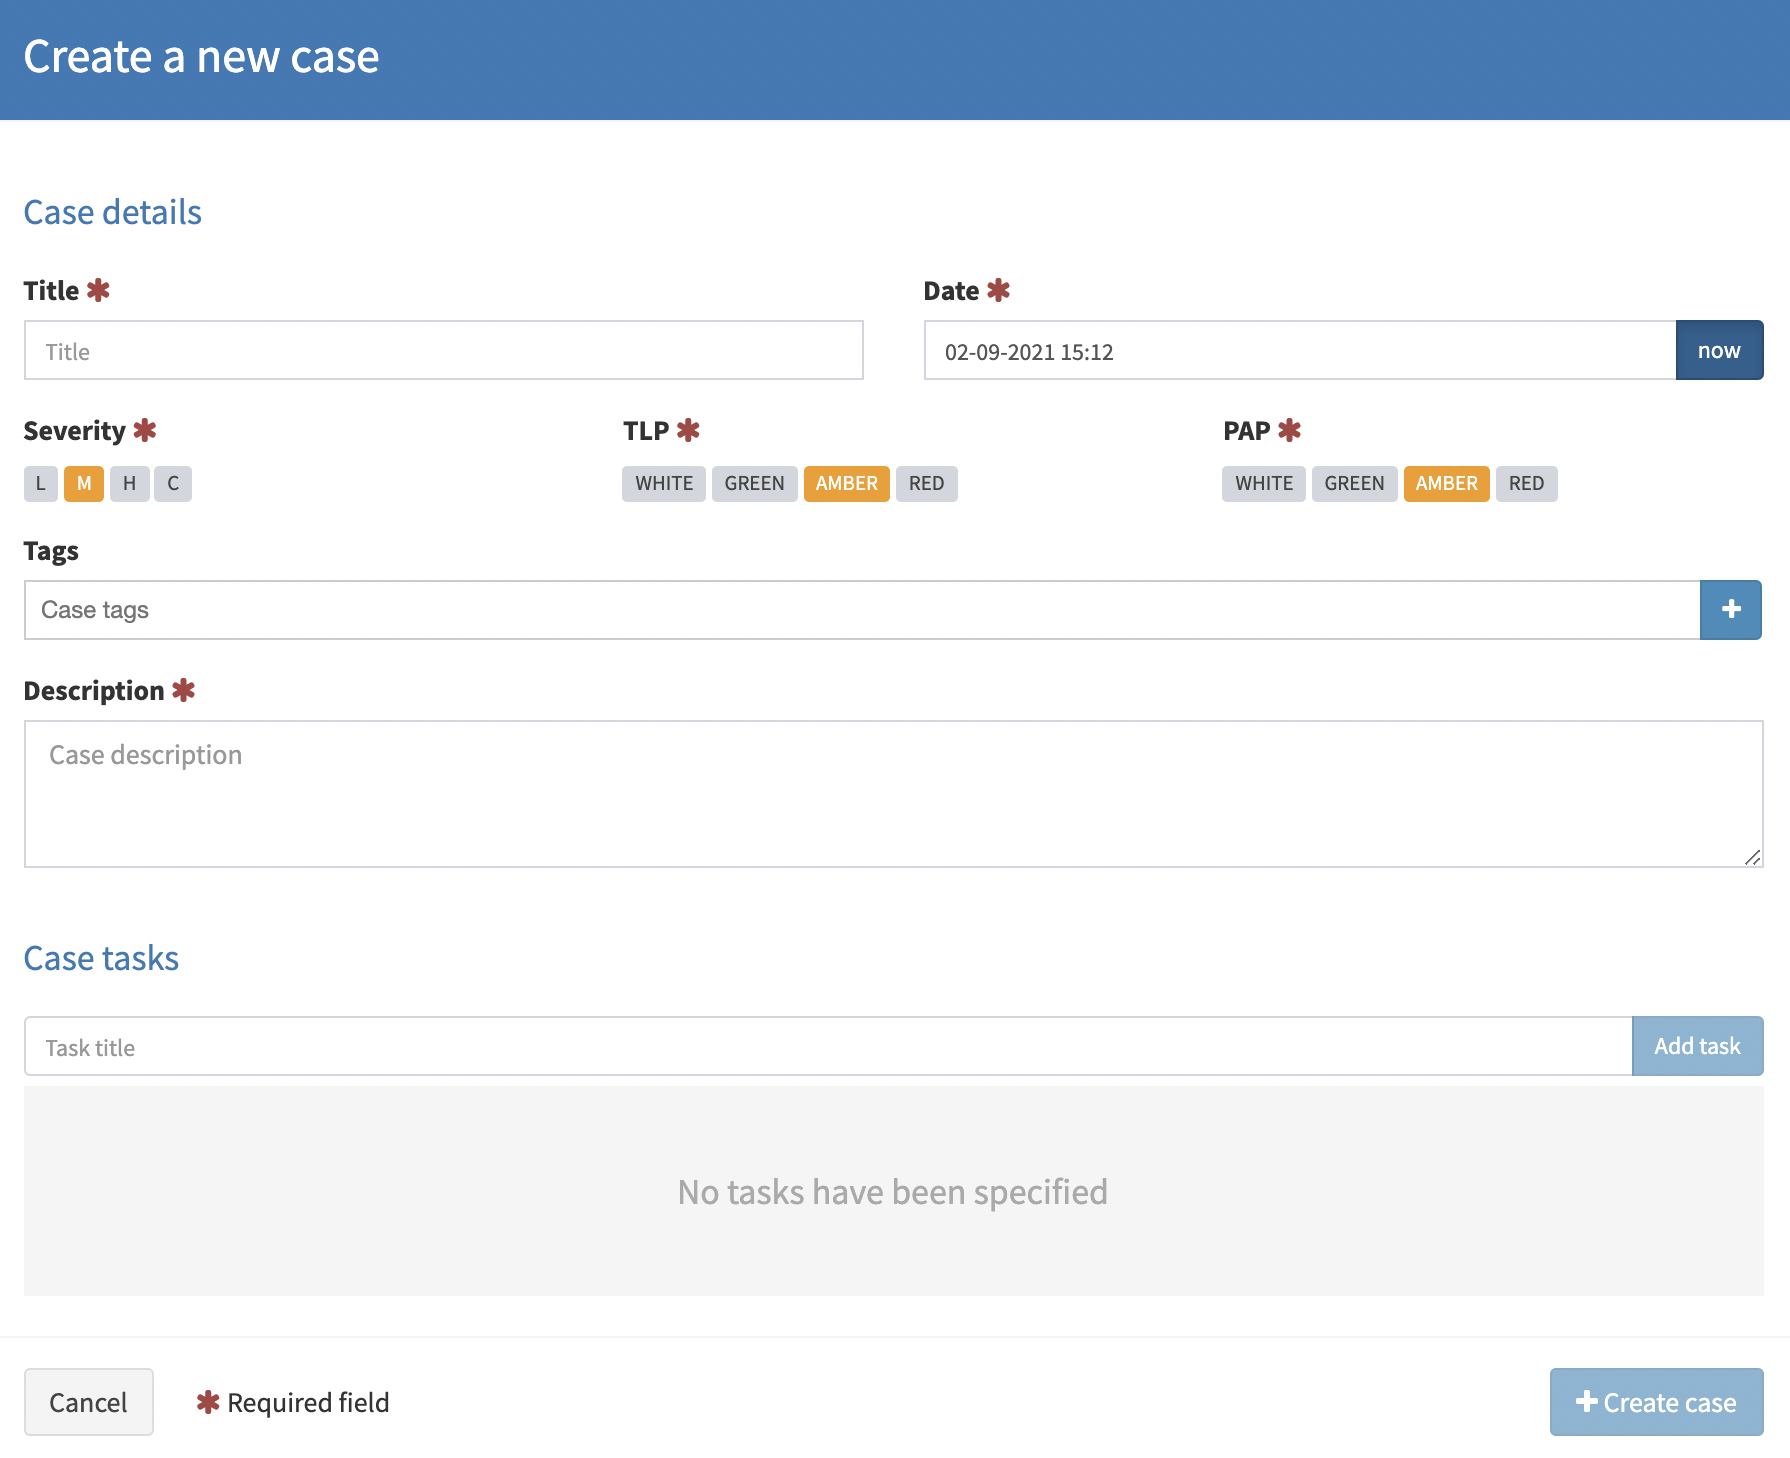 Create a new case
Case details
Title ✱
Date ✱
Title
02-09-2021 15:12
now
Severity ✱
TLP ✱
PAP ✱
L M H C
WHITE GREEN AMBER RED
WHITE GREEN AMBER RED
Tags
Case tags
+
Description ✱
Case description
Case tasks
Task title
Add task
No tasks have been specified
Cancel
✱ Required field
+ Create case